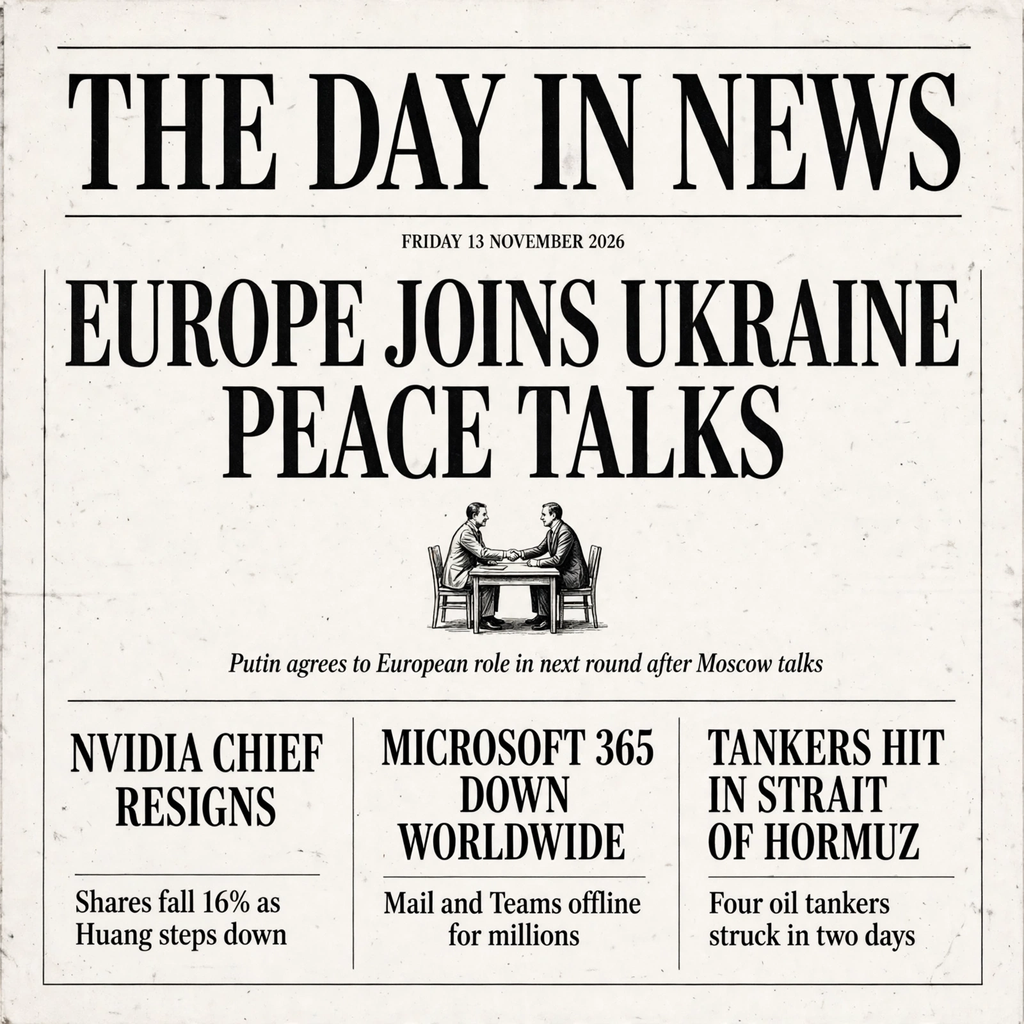 THE DAY IN NEWS
FRIDAY 13 NOVEMBER 2026
EUROPE JOINS UKRAINE
PEACE TALKS
Putin agrees to European role in next round after Moscow talks
NVIDIA CHIEF
RESIGNS
Shares fall 16% as
Huang steps down
MICROSOFT 365
DOWN
WORLDWIDE
Mail and Teams offline
for millions
TANKERS HIT
IN STRAIT
OF HORMUZ
Four oil tankers
struck in two days